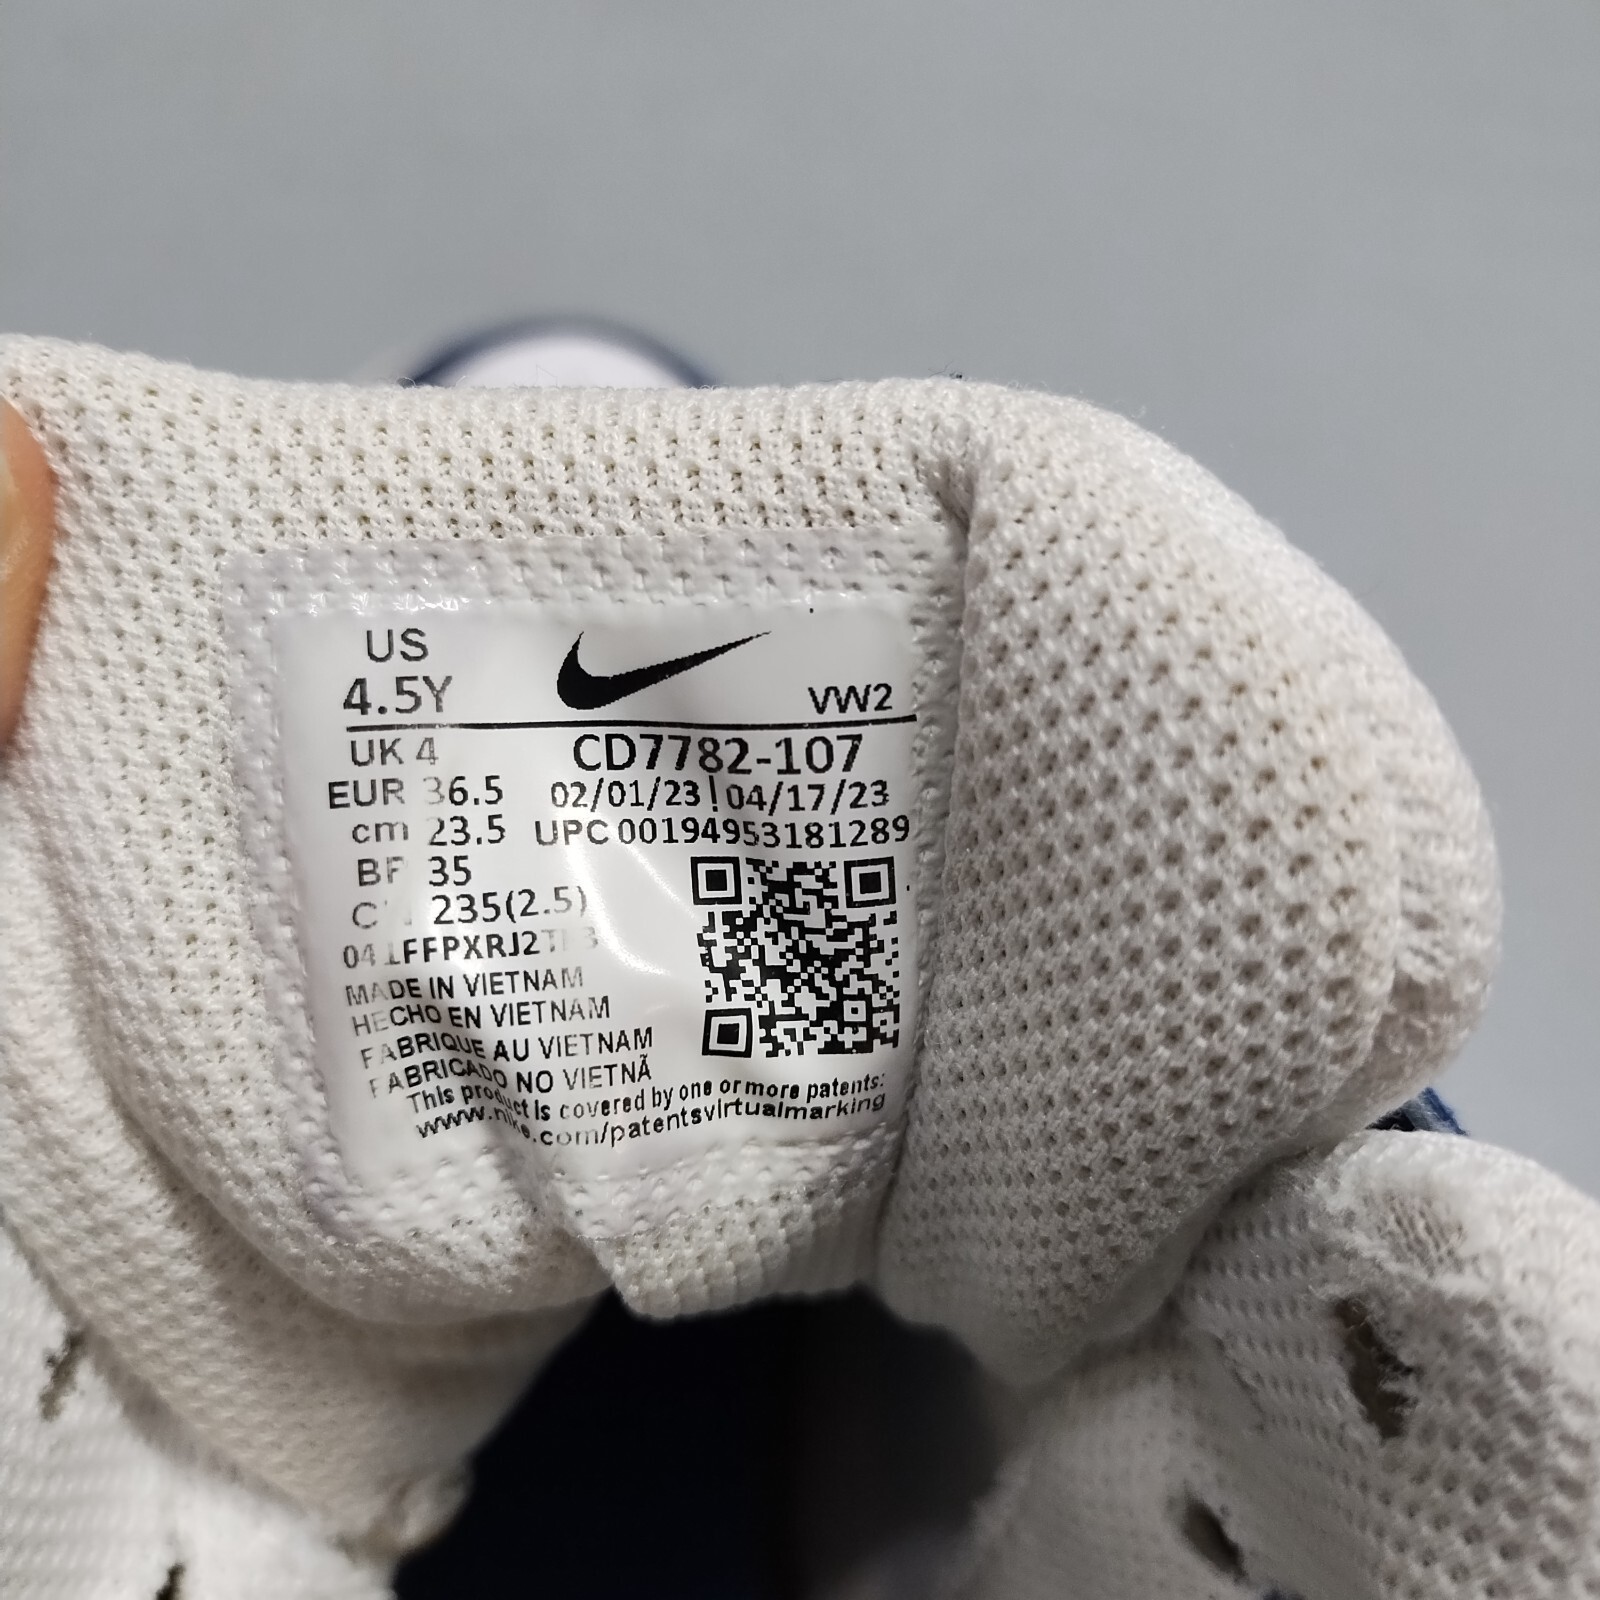 US
4.5Y
VW2
UK 4
CD7782-107
EUR 36.5
02/01/23 04/17/23
cm 23.5
UPC 00194953181289
35
235(2.5)
MADE IN VIETNAM
HECHO EN VIETNAM
FABRIQUE AU VIETNAM
FABRICADO NO VIETNÃ
This product is covered by one or more patents:
www.nike.com/patentsvirtualmarking